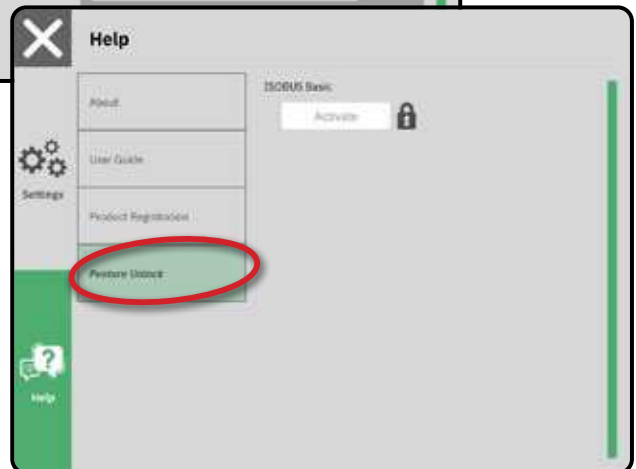 Help
About
ISOBUS Basic
Activate
User Guide
Settings
Product Registration
Feature Unlock
Help